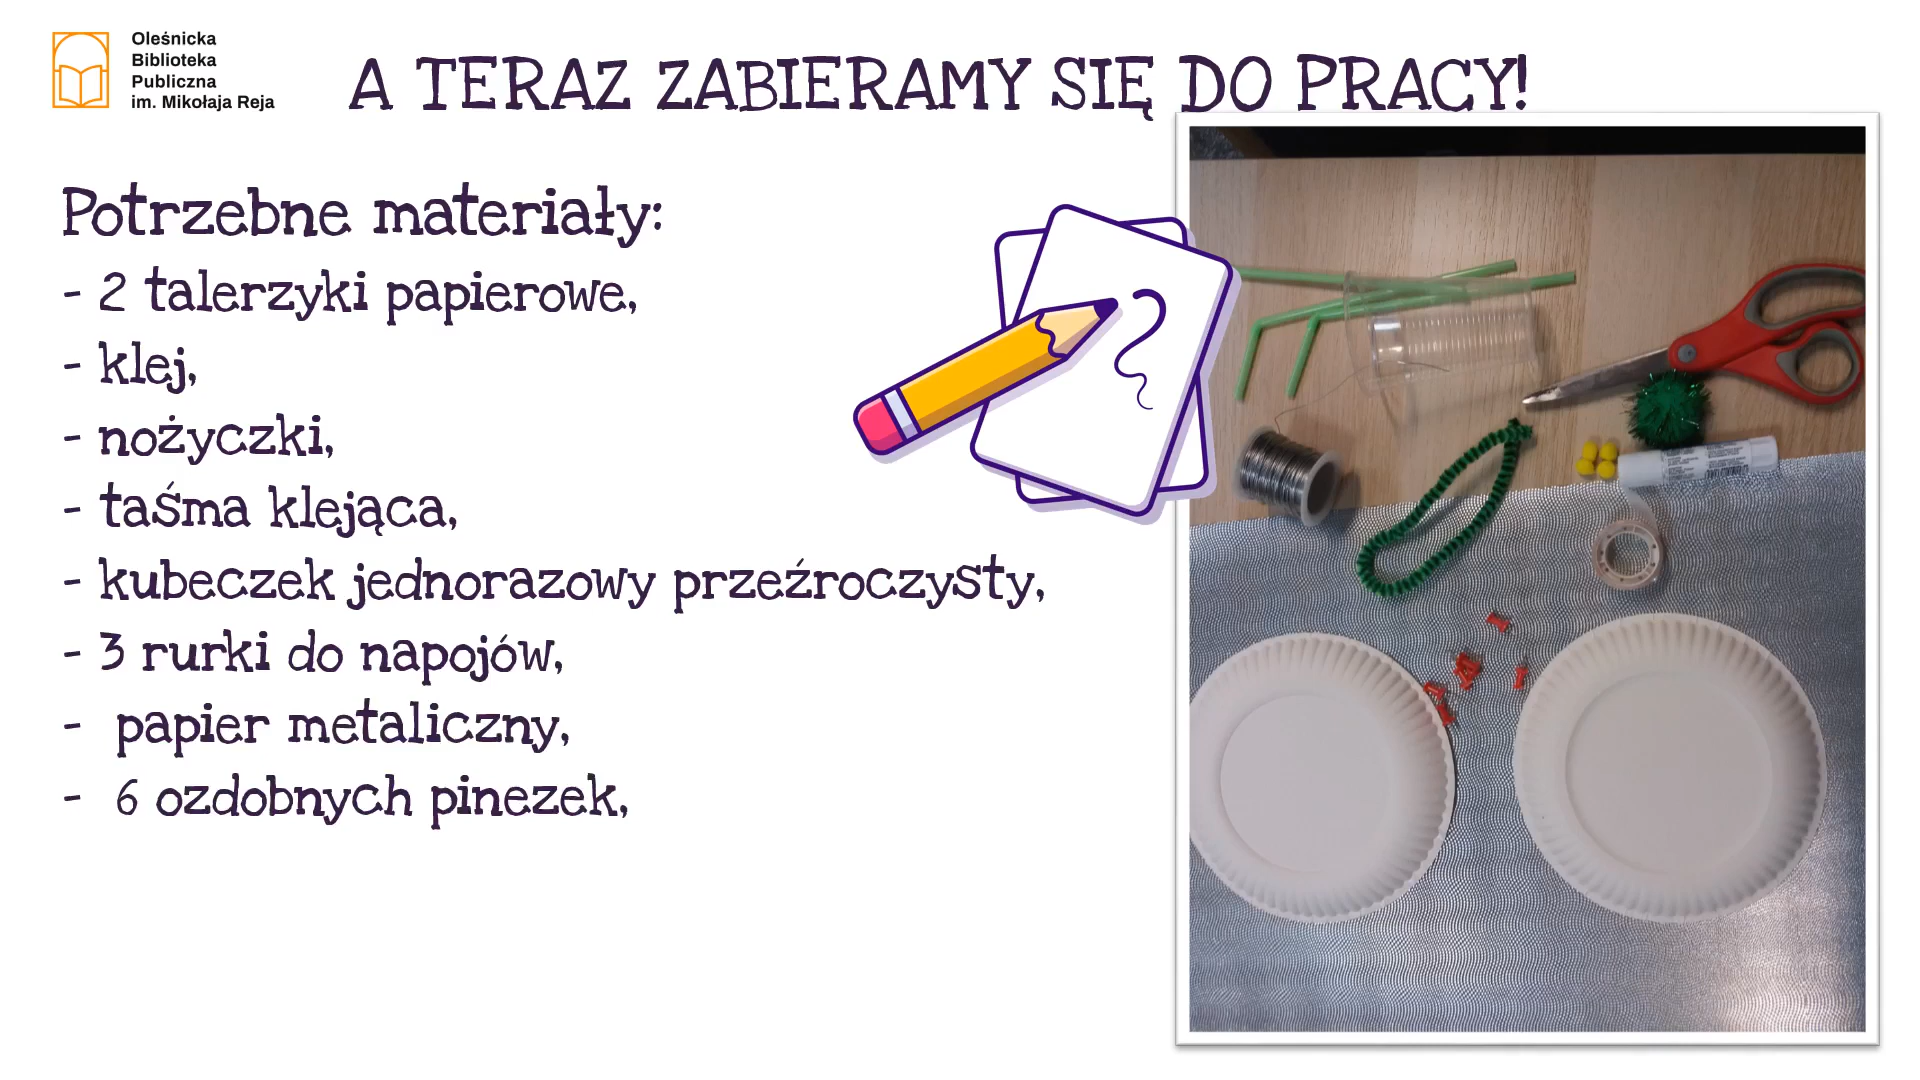 Oleśnicka
Biblioteka
Publiczna
im. Mikołaja Reja
A TERAZ ZABIERAMY SIĘ DO PRACY!
Potrzebne materiały:
- 2 talerzyki papierowe,
- klej,
- nożyczki,
- taśma klejąca,
- kubeczek jednorazowy przeźroczysty,
- 3 rurki do napojów,
- papier metaliczny,
- 6 ozdobnych pinezek,